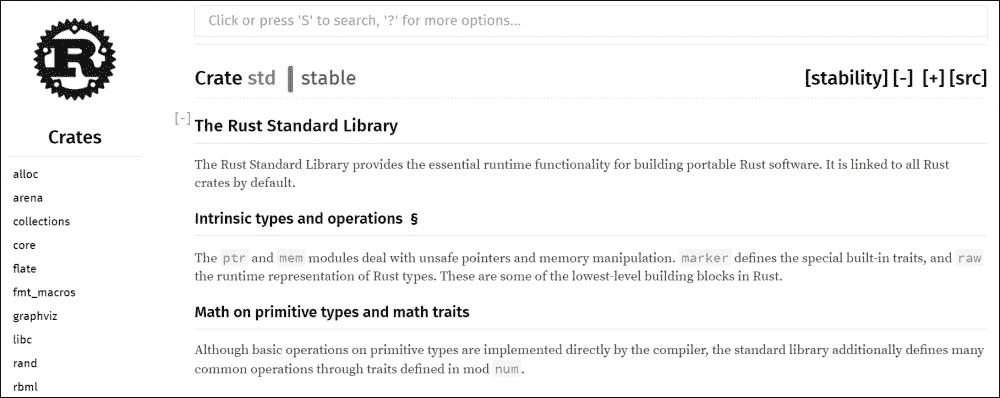 Click or press 'S' to search, '?' for more options...
R
Crate std stable
[stability] [-] [+] [src]
Crates
[-] The Rust Standard Library
The Rust Standard Library provides the essential runtime functionality for building portable Rust software. It is linked to all Rust
crates by default.
Intrinsic types and operations §
The ptr and mem modules deal with unsafe pointers and memory manipulation. marker defines the special built-in traits, and raw
the runtime representation of Rust types. These are some of the lowest-level building blocks in Rust.
Math on primitive types and math traits
Although basic operations on primitive types are implemented directly by the compiler, the standard library additionally defines many
common operations through traits defined in mod num.
alloc
arena
collections
core
flate
fmt_macros
graphviz
libc
rand
rbml